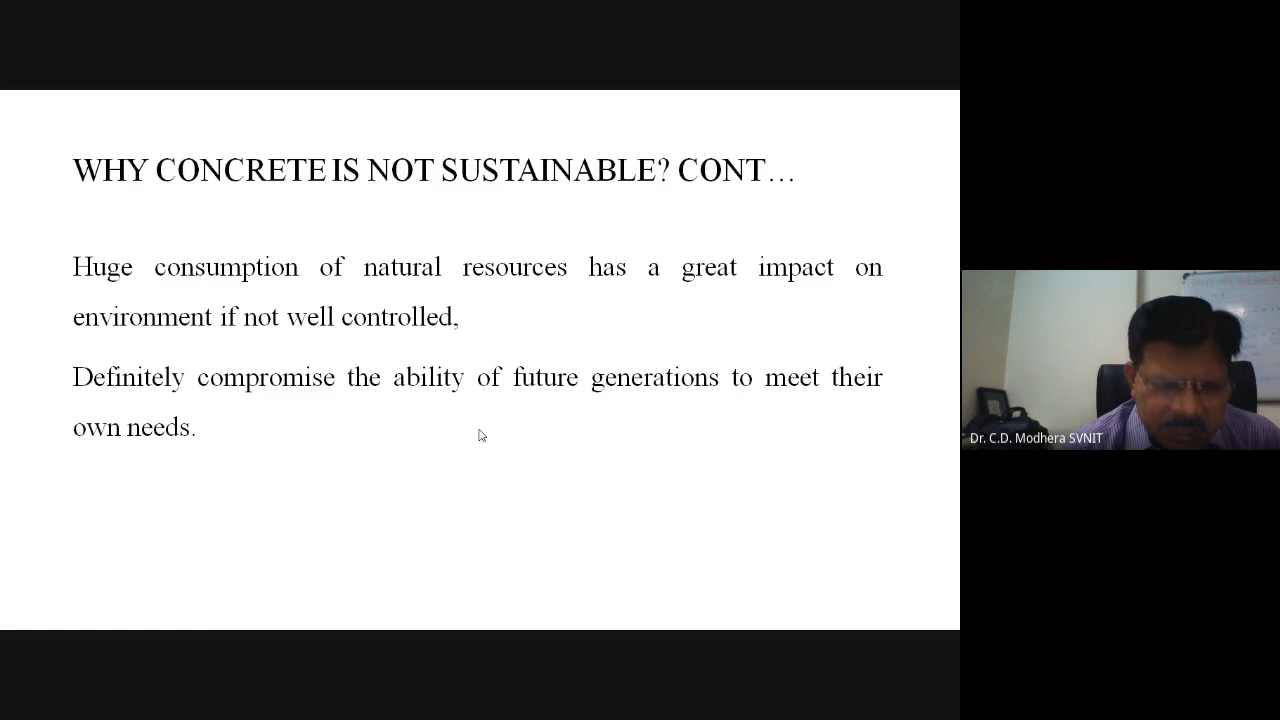 WHY CONCRETE IS NOT SUSTAINABLE? CONT…
Huge consumption of natural resources has a great impact on
environment if not well controlled,
Definitely compromise the ability of future generations to meet their
own needs.
Dr. C.D. Modhera SVNIT